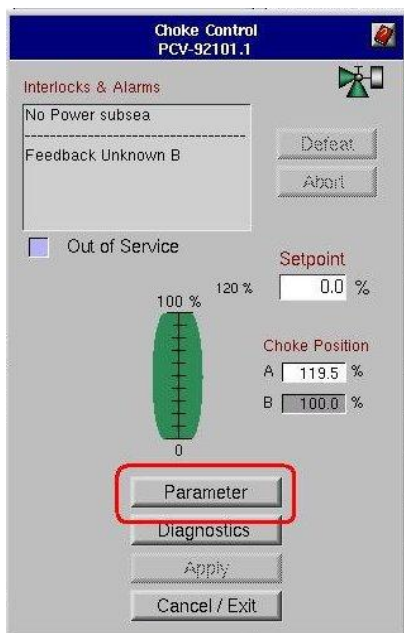 Choke Control
PCV-92101.1
Interlocks & Alarms
No Power subsea
--------------------------------
Feedback Unknown B
Defeat
Abort
Out of Service
Setpoint
0.0 %
120 %
100 %
Choke Position
A 119.5 %
B 100.0 %
0
Parameter
Diagnostics
Apply
Cancel / Exit